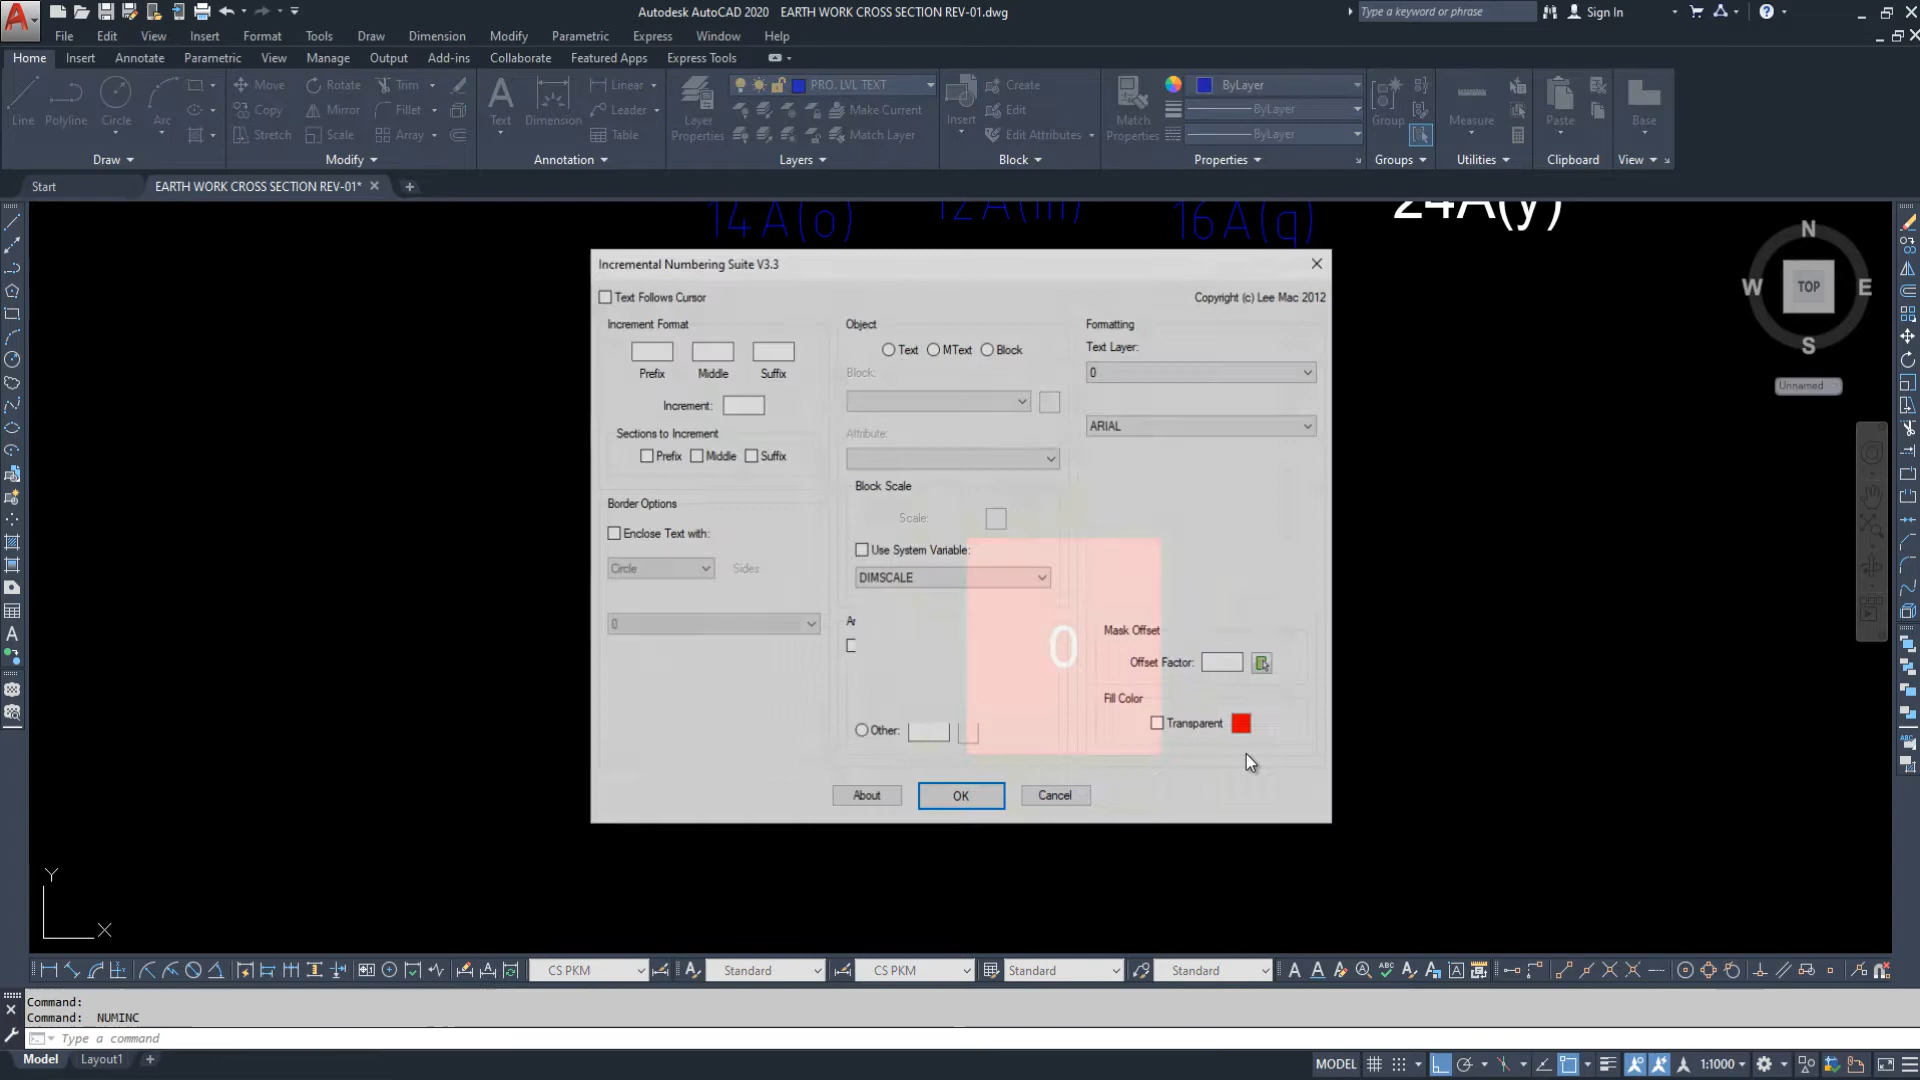 Autodesk AutoCAD 2020 EARTH WORK CROSS SECTION REV-01.dwg
Type a keyword or phrase
Sign In
File Edit View Insert Format Tools Draw Dimension Modify Parametric Express Window Help
Home Insert Annotate Parametric View Manage Output Add-ins Collaborate Featured Apps Express Tools
Line Polyline Circle Arc
Move Rotate Trim
Copy Mirror Fillet
Stretch Scale Array
Text Dimension
Linear
Leader
Table
Layer Properties
PRO. LVL TEXT
Make Current
Match Layer
Insert
Create
Edit
Edit Attributes
Match Properties
ByLayer
ByLayer
ByLayer
Group
Measure
Paste
Base
Draw Modify Annotation Layers Block Properties Groups Utilities Clipboard View
Start
EARTH WORK CROSS SECTION REV-01*
14A(o) 12A(m) 16A(q) 24A(y)
N
W TOP E
S
Unnamed
Incremental Numbering Suite V3.3
Text Follows Cursor
Copyright (c) Lee Mac 2012
Increment Format
Prefix Middle Suffix
Increment:
Sections to Increment
Prefix Middle Suffix
Border Options
Enclose Text with:
Circle
Sides
0
Object
Text MText Block
Block:
Attribute:
Block Scale
Scale:
Use System Variable:
DIMSCALE
Ar
Other:
0
Formatting
Text Layer:
0
ARIAL
Mask Offset
Offset Factor:
Fill Color
Transparent
About OK Cancel
Y
X
CS PKM Standard CS PKM Standard Standard
Command:
Command: NUMINC
Type a command
Model Layout1
MODEL 1:1000